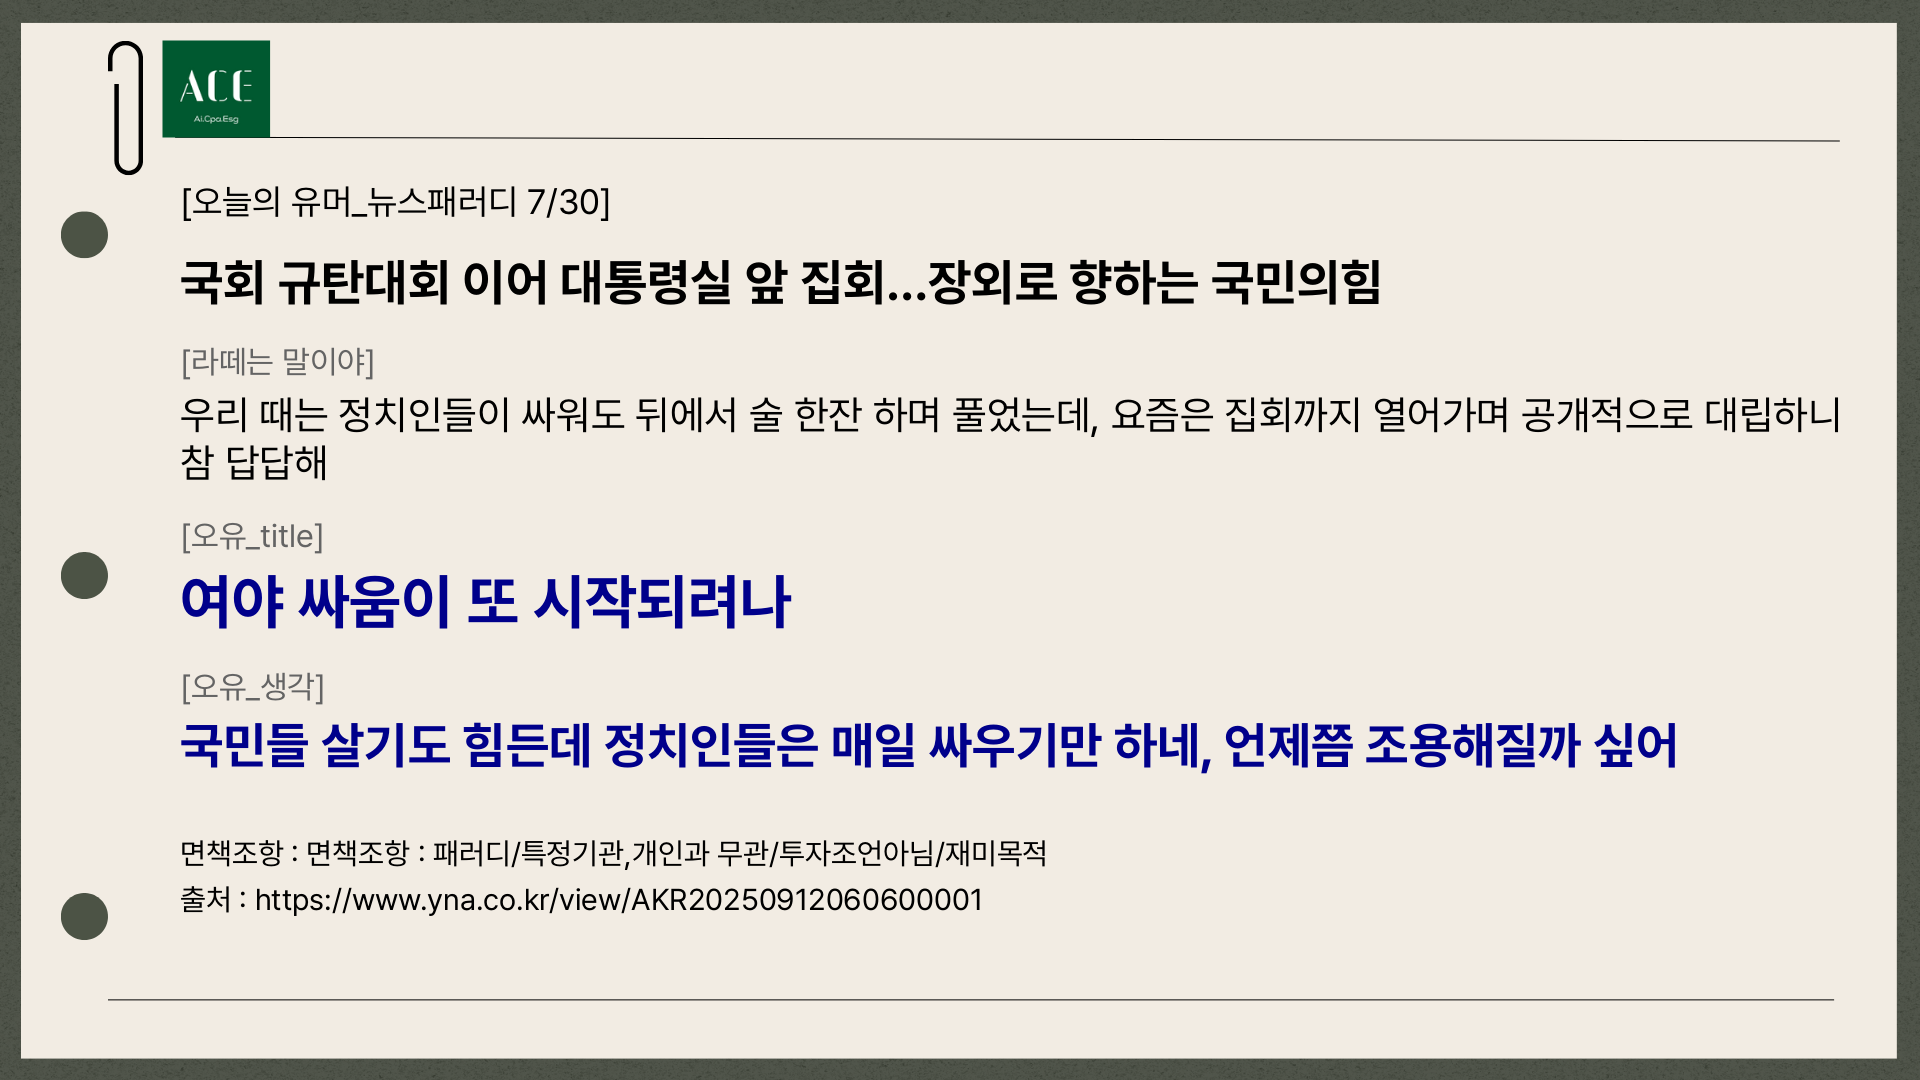 ACE
Ai.Cpa.Esg
[오늘의 유머_뉴스패러디 7/30]
국회 규탄대회 이어 대통령실 앞 집회...장외로 향하는 국민의힘
[라떼는 말이야]
우리 때는 정치인들이 싸워도 뒤에서 술 한잔 하며 풀었는데, 요즘은 집회까지 열어가며 공개적으로 대립하니
참 답답해
[오유_title]
여야 싸움이 또 시작되려나
[오유_생각]
국민들 살기도 힘든데 정치인들은 매일 싸우기만 하네, 언제쯤 조용해질까 싶어
면책조항 : 면책조항 : 패러디/특정기관,개인과 무관/투자조언아님/재미목적
출처 : https://www.yna.co.kr/view/AKR20250912060600001